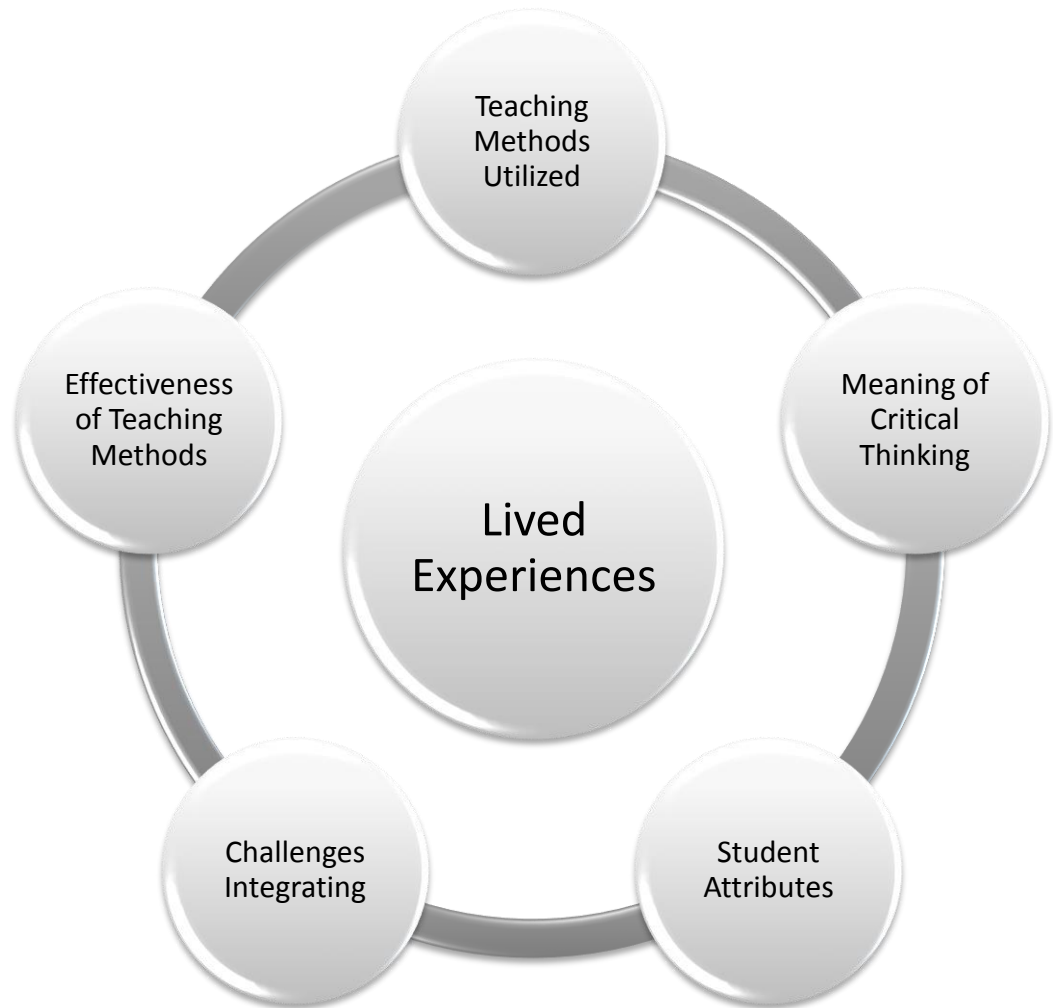 Teaching
Methods
Utilized
Meaning of
Critical
Thinking
Student
Attributes
Challenges
Integrating
Effectiveness
of Teaching
Methods
Lived
Experiences